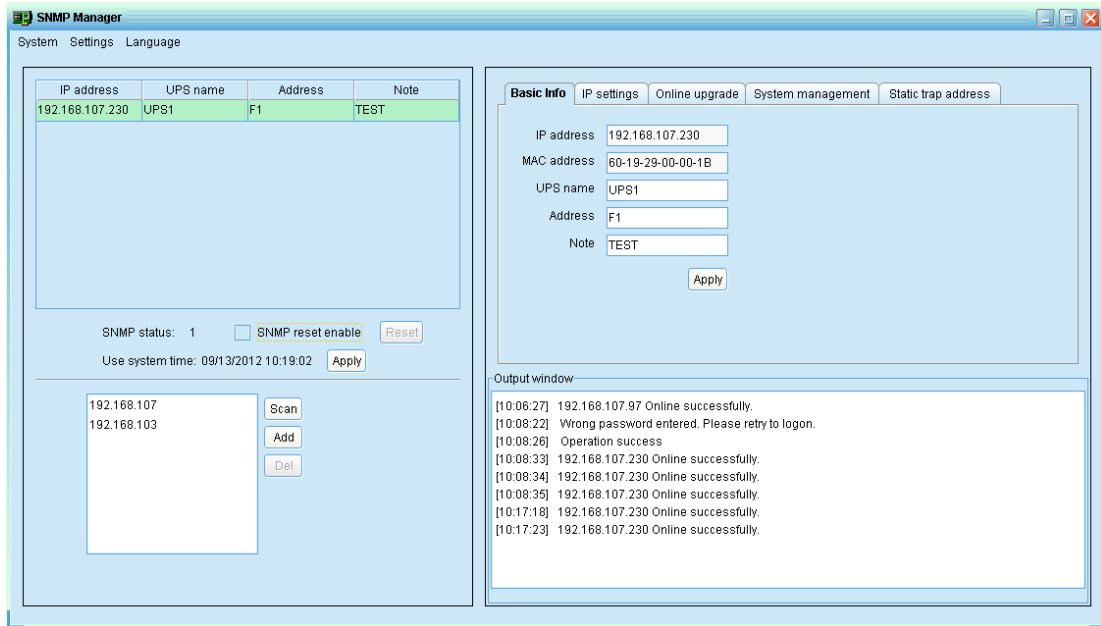 SNMP Manager
System Settings Language
IP address UPS name Address Note
192.168.107.230 UPS1 F1 TEST
SNMP status: 1 SNMP reset enable Reset
Use system time: 09/13/2012 10:19:02 Apply
192.168.107
192.168.103
Scan
Add
Del
Basic Info IP settings Online upgrade System management Static trap address
IP address 192.168.107.230
MAC address 60-19-29-00-00-1B
UPS name UPS1
Address F1
Note TEST
Apply
Output window
[10:06:27] 192.168.107.97 Online successfully.
[10:08:22] Wrong password entered. Please retry to logon.
[10:08:26] Operation success
[10:08:33] 192.168.107.230 Online successfully.
[10:08:34] 192.168.107.230 Online successfully.
[10:08:35] 192.168.107.230 Online successfully.
[10:17:18] 192.168.107.230 Online successfully.
[10:17:23] 192.168.107.230 Online successfully.